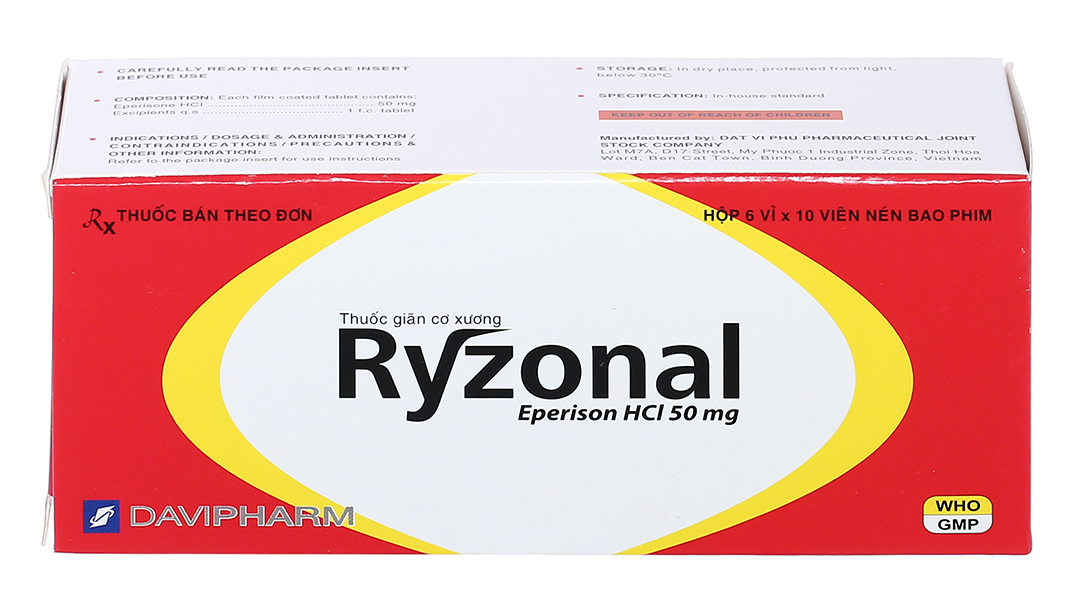 CAREFULLY READ THE PACKAGE INSERT
BEFORE USE
COMPOSITION: Each film coated tablet contains:
Eperisone HCl ........................................ 50 mg
Excipients q.s ................................ 1 f.c. tablet
INDICATIONS / DOSAGE & ADMINISTRATION /
CONTRAINDICATIONS / PRECAUTIONS &
OTHER INFORMATION:
Refer to the package insert for use instructions
STORAGE: In dry place, protected from light,
below 30°C
SPECIFICATION: In-house standard
KEEP OUT OF REACH OF CHILDREN
Manufactured by: DAT VI PHU PHARMACEUTICAL JOINT
STOCK COMPANY
Lot M7A, D17 Street, My Phuoc 1 Industrial Zone, Thoi Hoa
Ward, Ben Cat Town, Binh Duong Province, Vietnam
Rx THUỐC BÁN THEO ĐƠN
HỘP 6 VỈ x 10 VIÊN NÉN BAO PHIM
Thuốc giãn cơ xương
Ryzonal
Eperison HCl 50 mg
DAVIPHARM
WHO
GMP